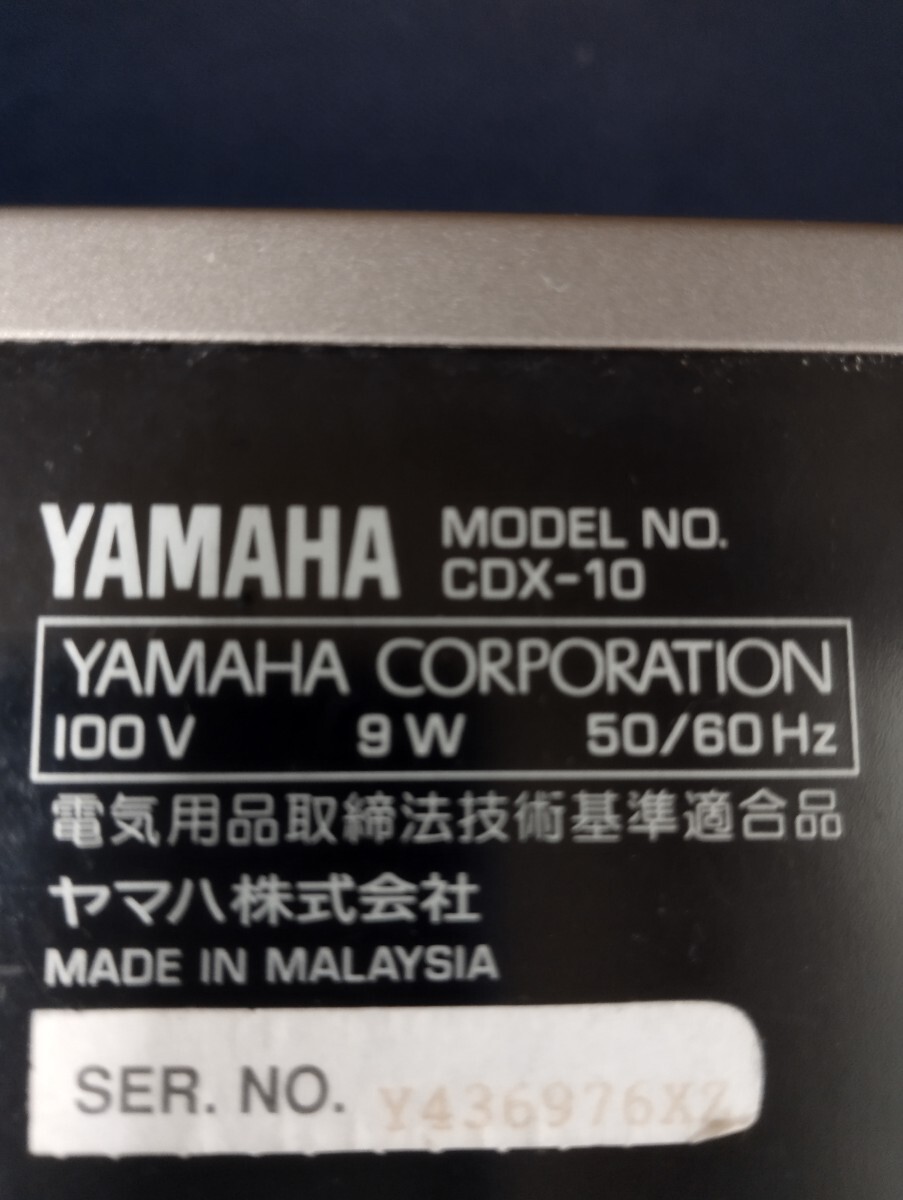 YAMAHA MODEL NO.
CDX-10
YAMAHA CORPORATION
100 V 9 W 50/60 Hz
電気用品取締法技術基準適合品
ヤマハ株式会社
MADE IN MALAYSIA
SER. NO. Y436976XZ